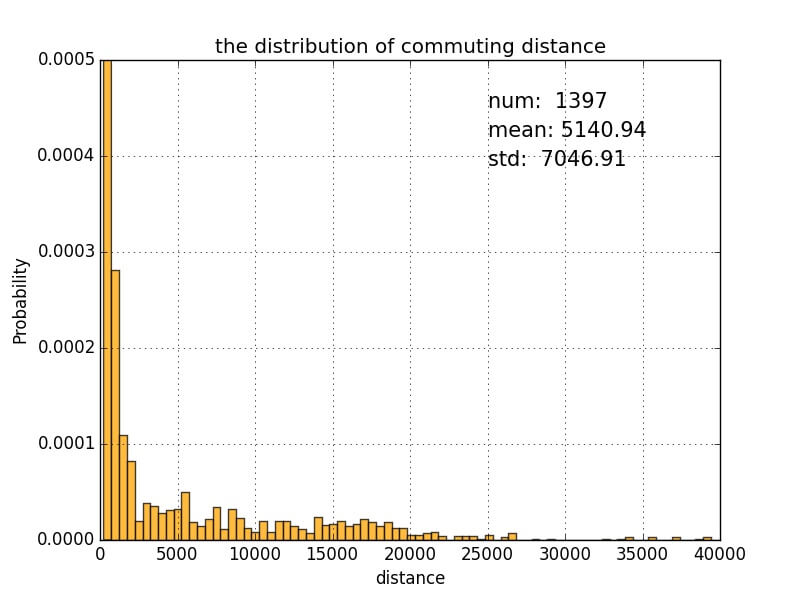 the distribution of commuting distance
num: 1397
mean: 5140.94
std: 7046.91
Probability
0.0005
0.0004
0.0003
0.0002
0.0001
0.0000
0 5000 10000 15000 20000 25000 30000 35000 40000
distance